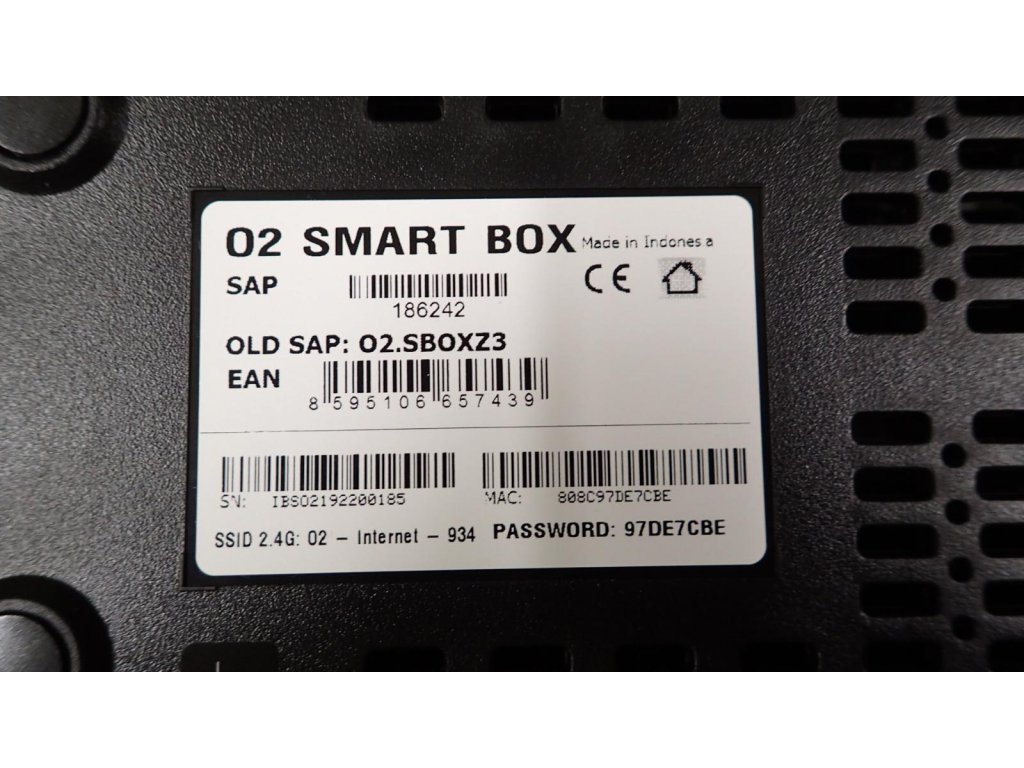 O2 SMART BOX Made in Indones a
SAP
186242
OLD SAP: O2.SBOXZ3
EAN
8 595106 657439
SN: IBS02192200185 MAC: 808C97DE7CBE
SSID 2.4G: O2 - Internet - 934 PASSWORD: 97DE7CBE